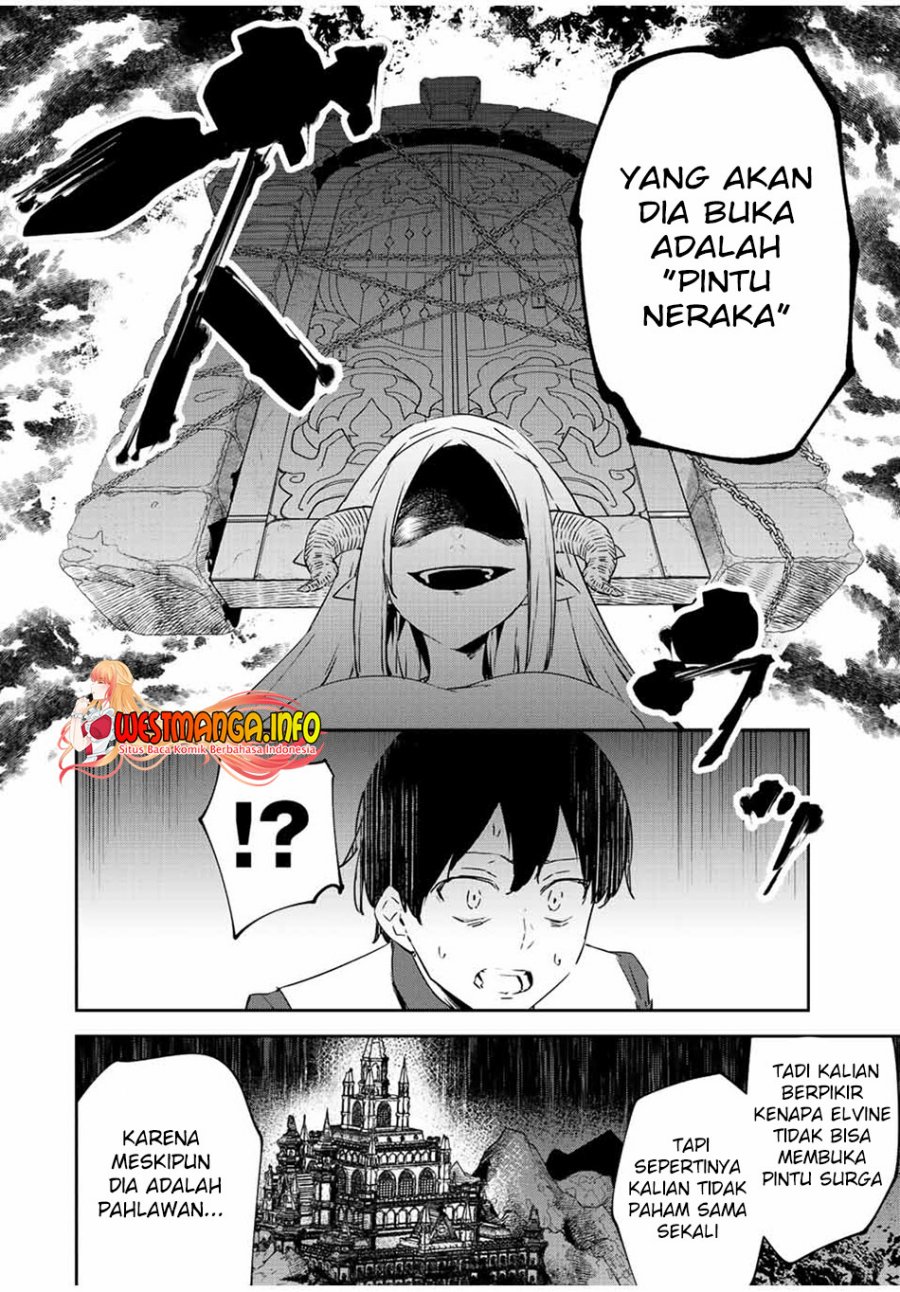 YANG AKAN
DIA BUKA
ADALAH
"PINTU
NERAKA"
WESTMANGA.INFO
Situs Baca Komik Berbahasa Indonesia
!?
TADI KALIAN
BERPIKIR
KENAPA ELVINE
TIDAK BISA
MEMBUKA
PINTU SURGA
TAPI
SEPERTINYA
KALIAN TIDAK
PAHAM SAMA
SEKALI
KARENA
MESKIPUN
DIA ADALAH
PAHLAWAN...